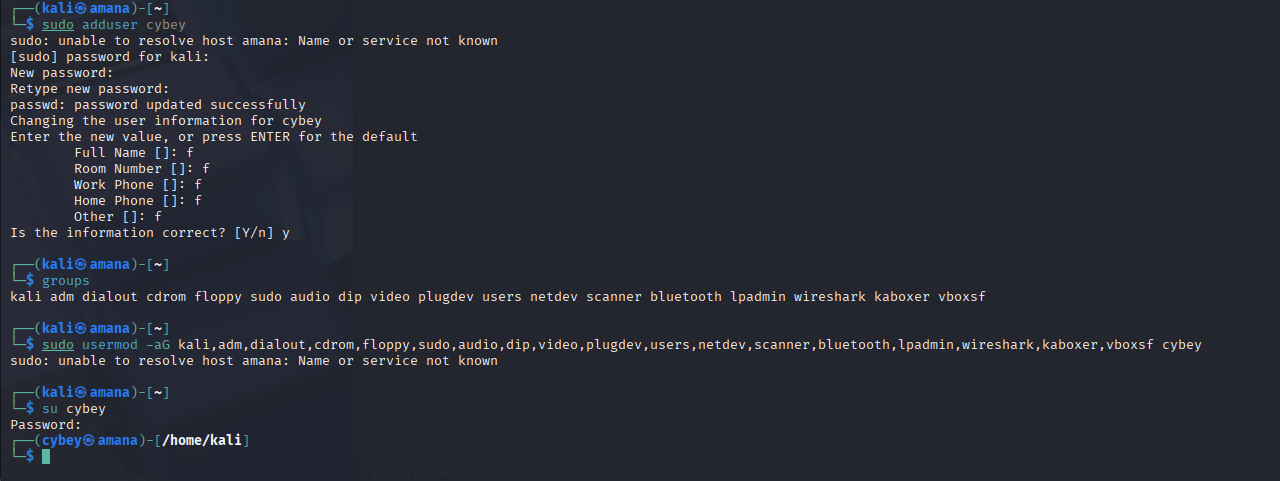 ┌──(kali㉿amana)-[~]
└─$ sudo adduser cybey
sudo: unable to resolve host amana: Name or service not known
[sudo] password for kali:
New password:
Retype new password:
passwd: password updated successfully
Changing the user information for cybey
Enter the new value, or press ENTER for the default
        Full Name []: f
        Room Number []: f
        Work Phone []: f
        Home Phone []: f
        Other []: f
Is the information correct? [Y/n] y
┌──(kali㉿amana)-[~]
└─$ groups
kali adm dialout cdrom floppy sudo audio dip video plugdev users netdev scanner bluetooth lpadmin wireshark kaboxer vboxsf
┌──(kali㉿amana)-[~]
└─$ sudo usermod -aG kali,adm,dialout,cdrom,floppy,sudo,audio,dip,video,plugdev,users,netdev,scanner,bluetooth,lpadmin,wireshark,kaboxer,vboxsf cybey
sudo: unable to resolve host amana: Name or service not known
┌──(kali㉿amana)-[~]
└─$ su cybey
Password:
┌──(cybey㉿amana)-[/home/kali]
└─$